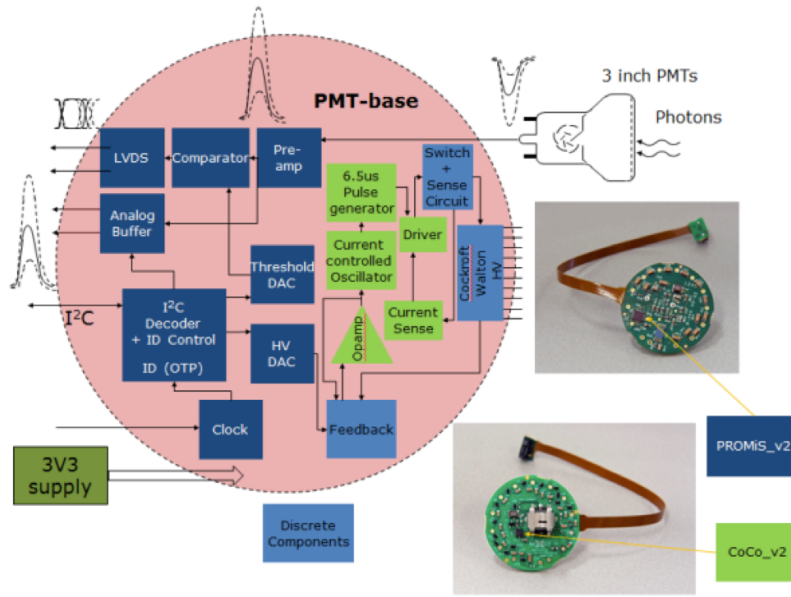 PMT-base
3 inch PMTs
Photons
LVDS
Comparator
Pre-
amp
6.5us
Pulse
generator
Switch
+
Sense
Circuit
Analog
Buffer
Driver
Current
controlled
Oscillator
Cockroft
Walton
HV
Threshold
DAC
I²C
I²C
Decoder
+ ID Control
ID (OTP)
Current
Sense
Opamp
HV
DAC
Clock
Feedback
3V3
supply
Discrete
Components
PROMiS_v2
CoCo_v2